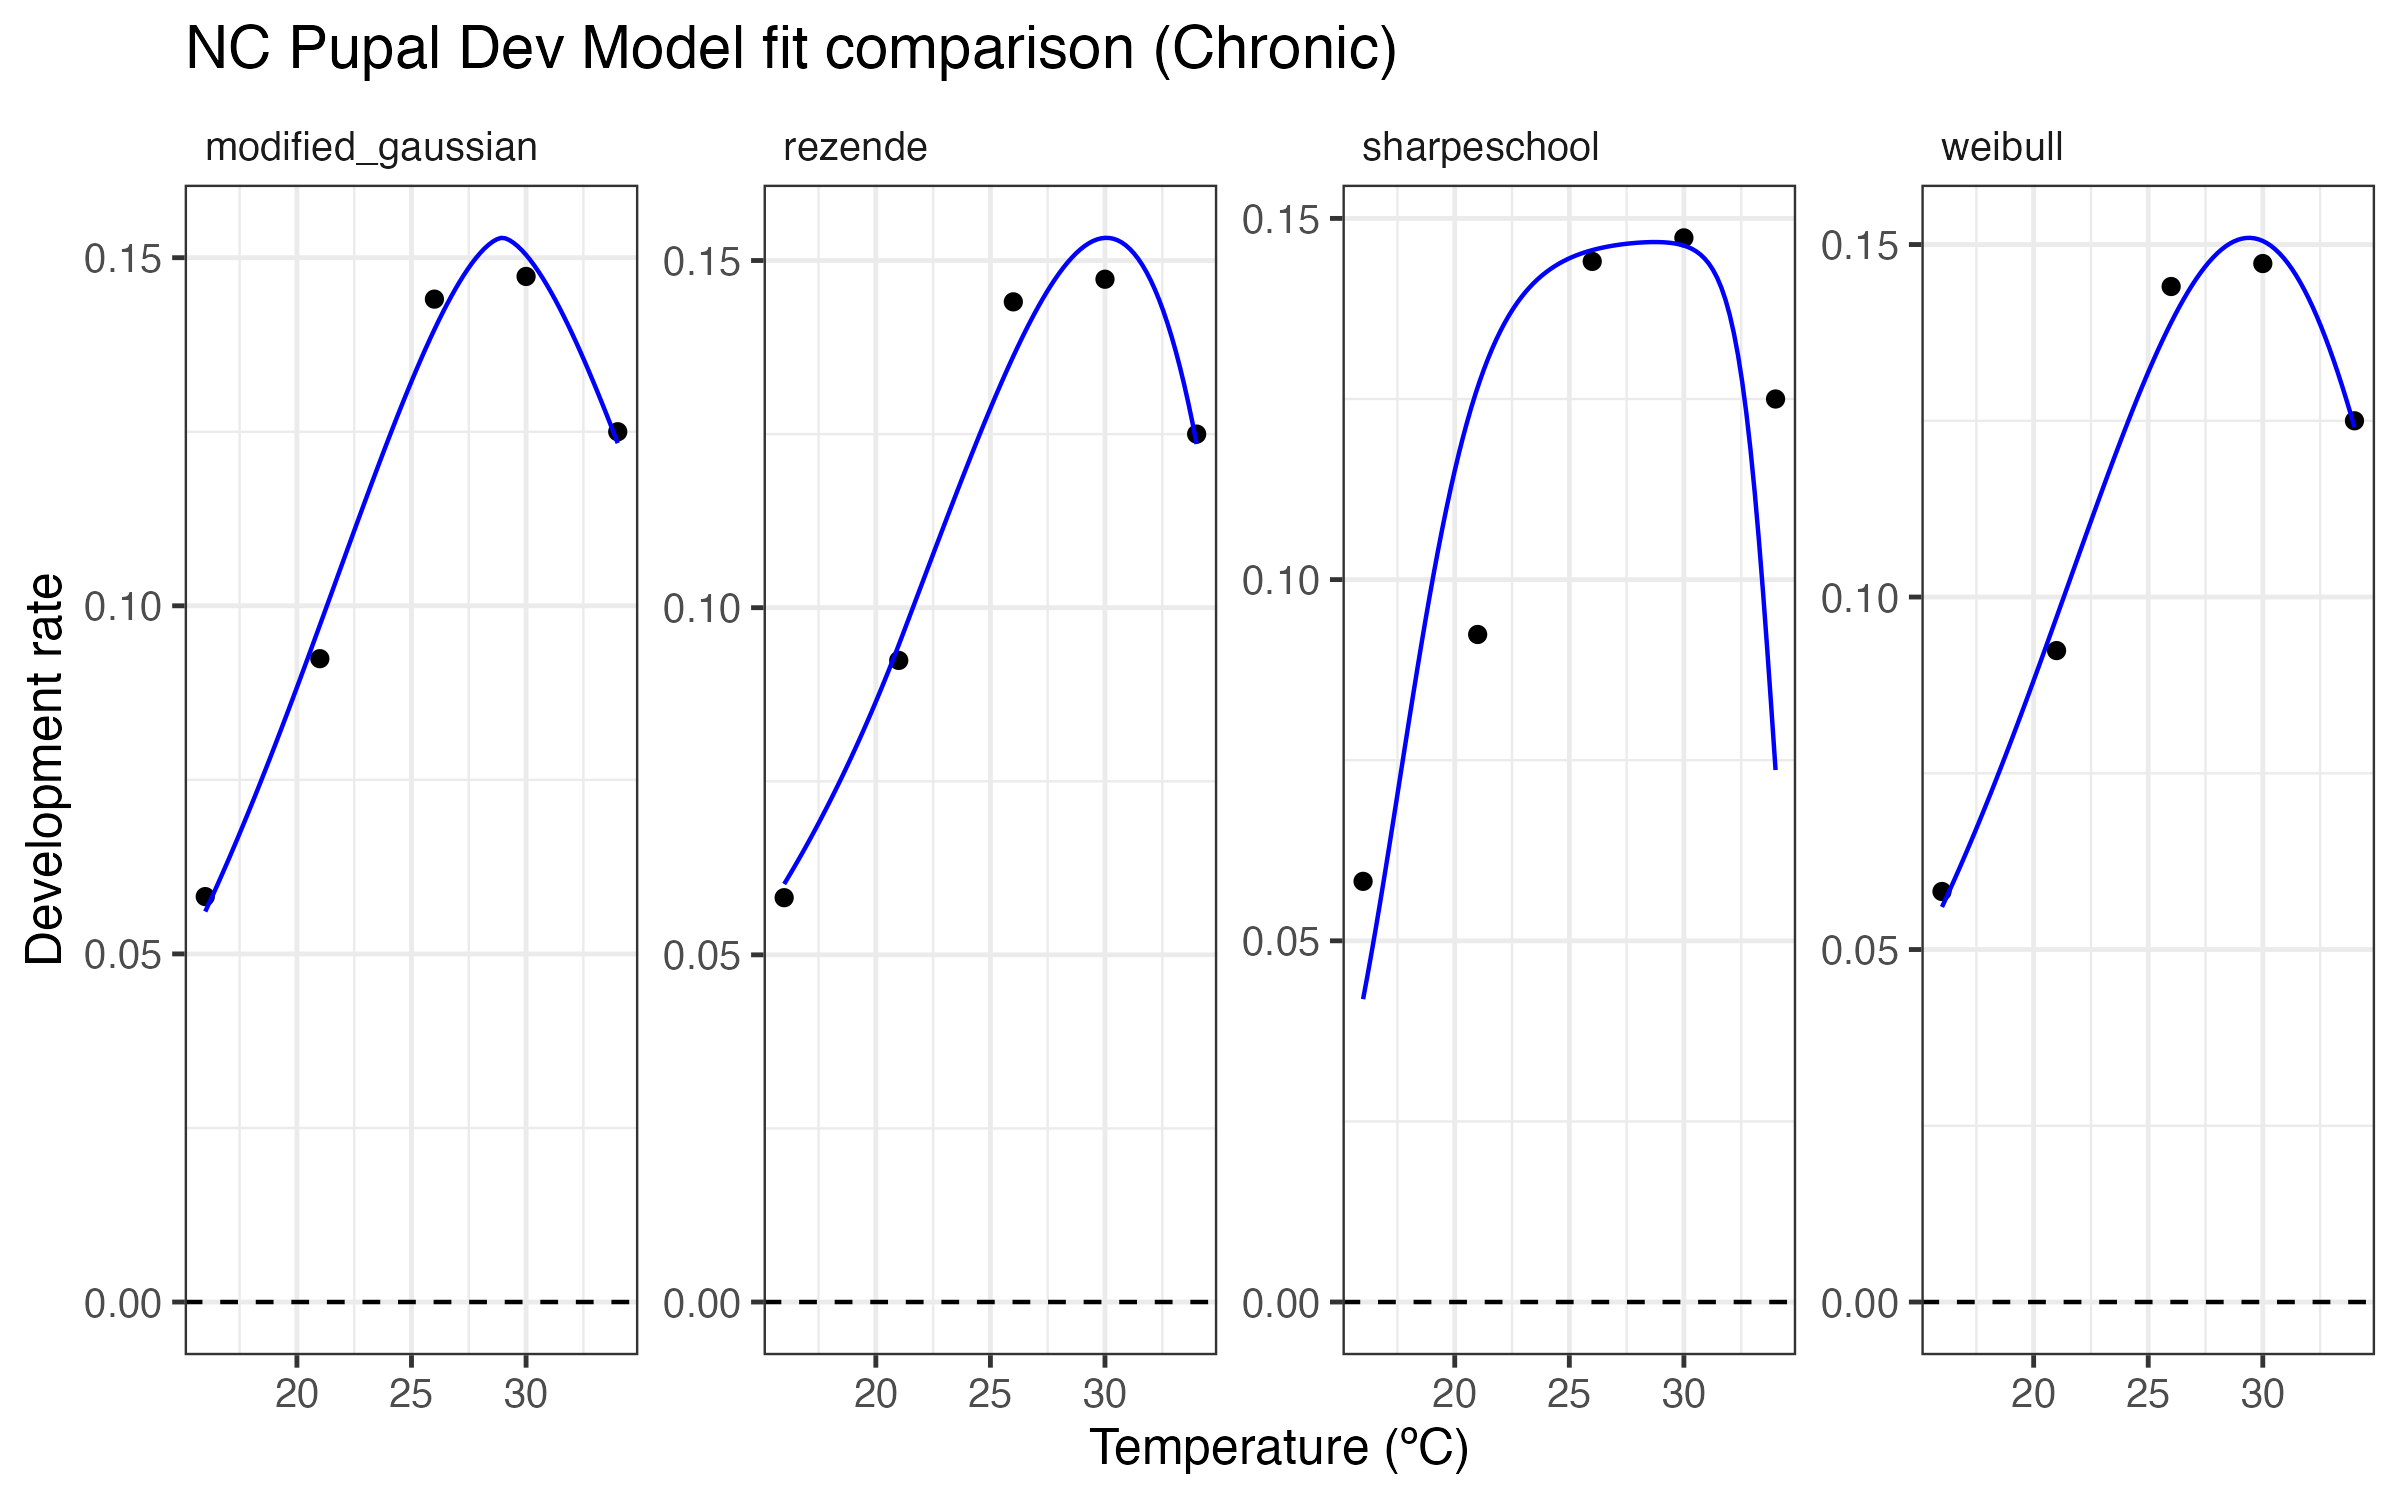 NC Pupal Dev Model fit comparison (Chronic)
modified_gaussian
rezende
sharpeschool
weibull
Development rate
0.15
0.10
0.05
0.00
0.15
0.10
0.05
0.00
0.15
0.10
0.05
0.00
0.15
0.10
0.05
0.00
20 25 30
20 25 30
20 25 30
20 25 30
Temperature (ºC)